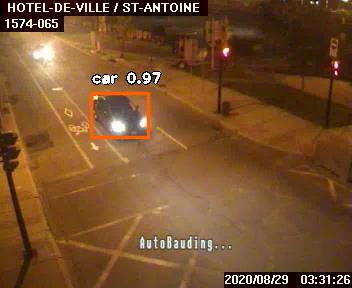 HOTEL-DE-VILLE / ST-ANTOINE
1574-065
car 0.97
AutoBauding...
2020/08/29 03:31:26